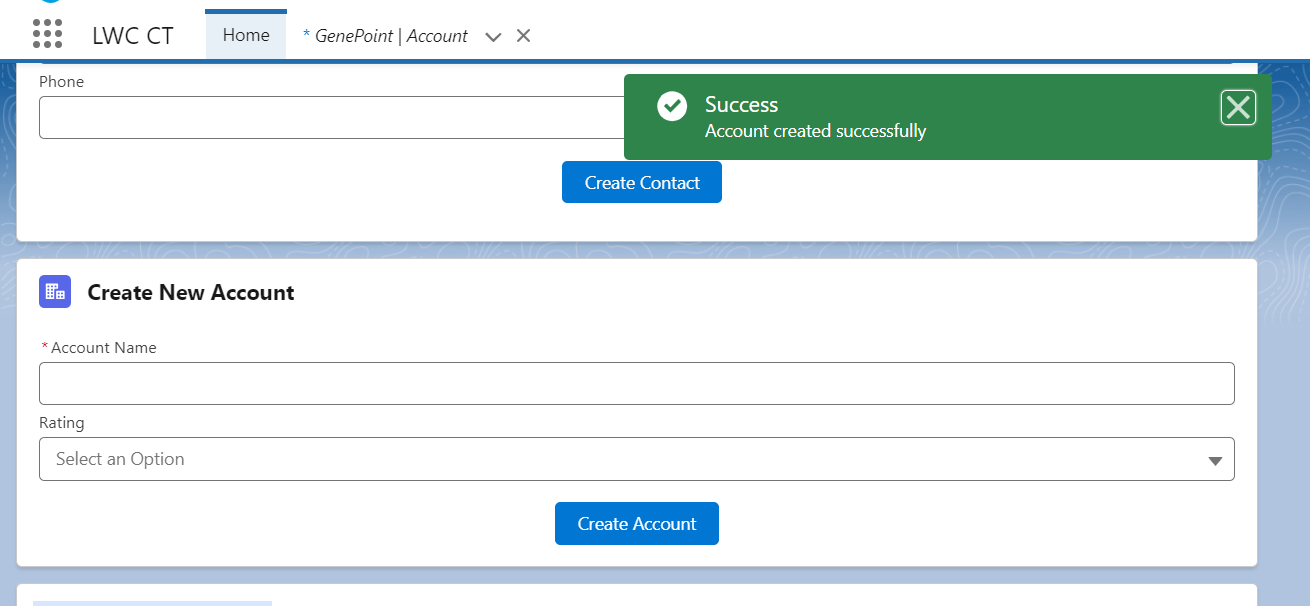 LWC CT
Home
* GenePoint | Account
Phone
Success
Account created successfully
Create Contact
Create New Account
*Account Name
Rating
Select an Option
Create Account